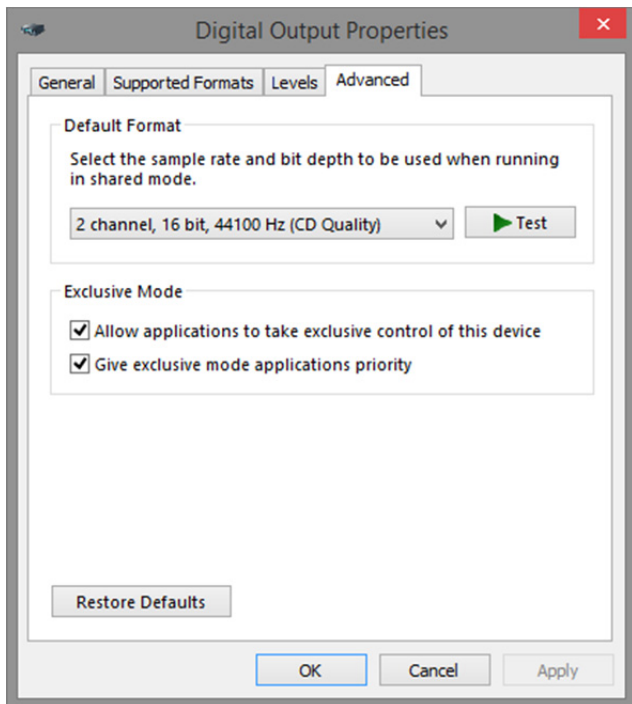 Digital Output Properties
General Supported Formats Levels Advanced
Default Format
Select the sample rate and bit depth to be used when running
in shared mode.
2 channel, 16 bit, 44100 Hz (CD Quality) Test
Exclusive Mode
Allow applications to take exclusive control of this device
Give exclusive mode applications priority
Restore Defaults
OK Cancel Apply